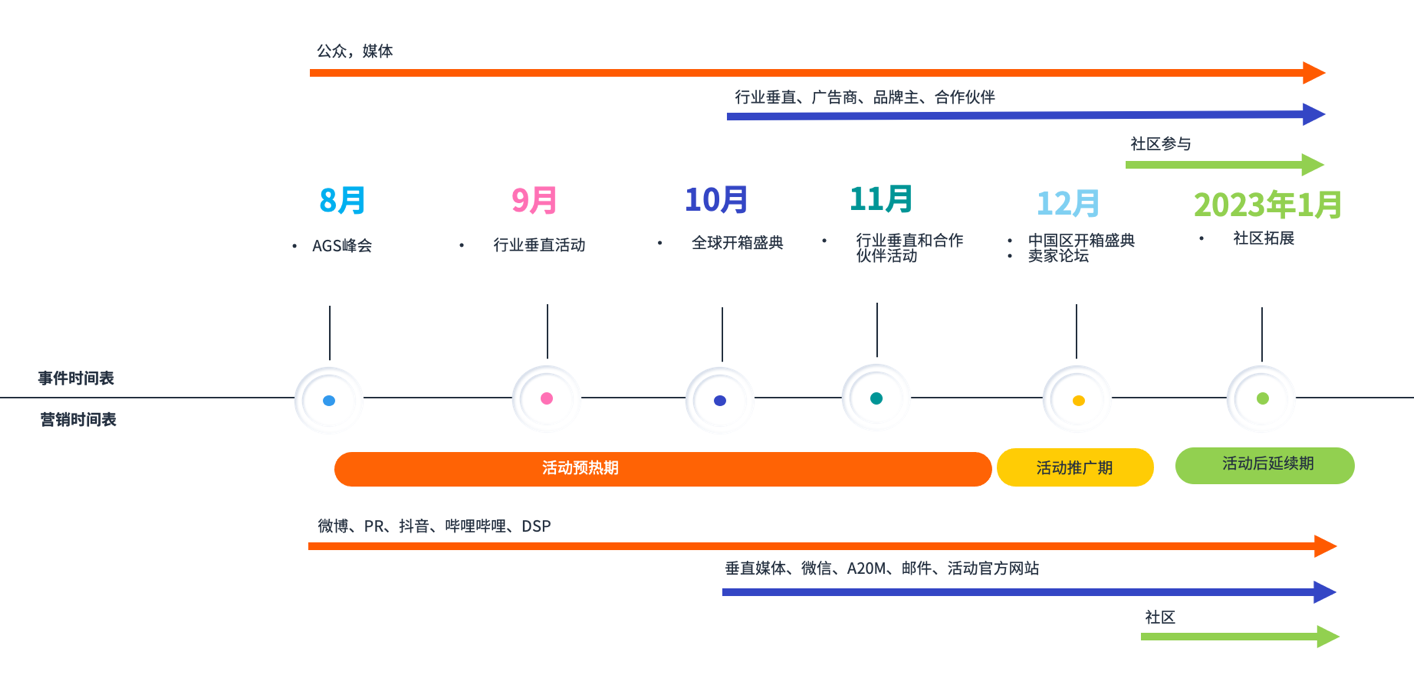 公众，媒体
行业垂直、广告商、品牌主、合作伙伴
社区参与
8月
9月
10月
11月
12月
2023年1月
• AGS峰会
• 行业垂直活动
• 全球开箱盛典
• 行业垂直和合作
伙伴活动
• 中国区开箱盛典
• 卖家论坛
• 社区拓展
事件时间表
营销时间表
活动预热期
活动推广期
活动后延续期
微博、PR、抖音、哔哩哔哩、DSP
垂直媒体、微信、A20M、邮件、活动官方网站
社区